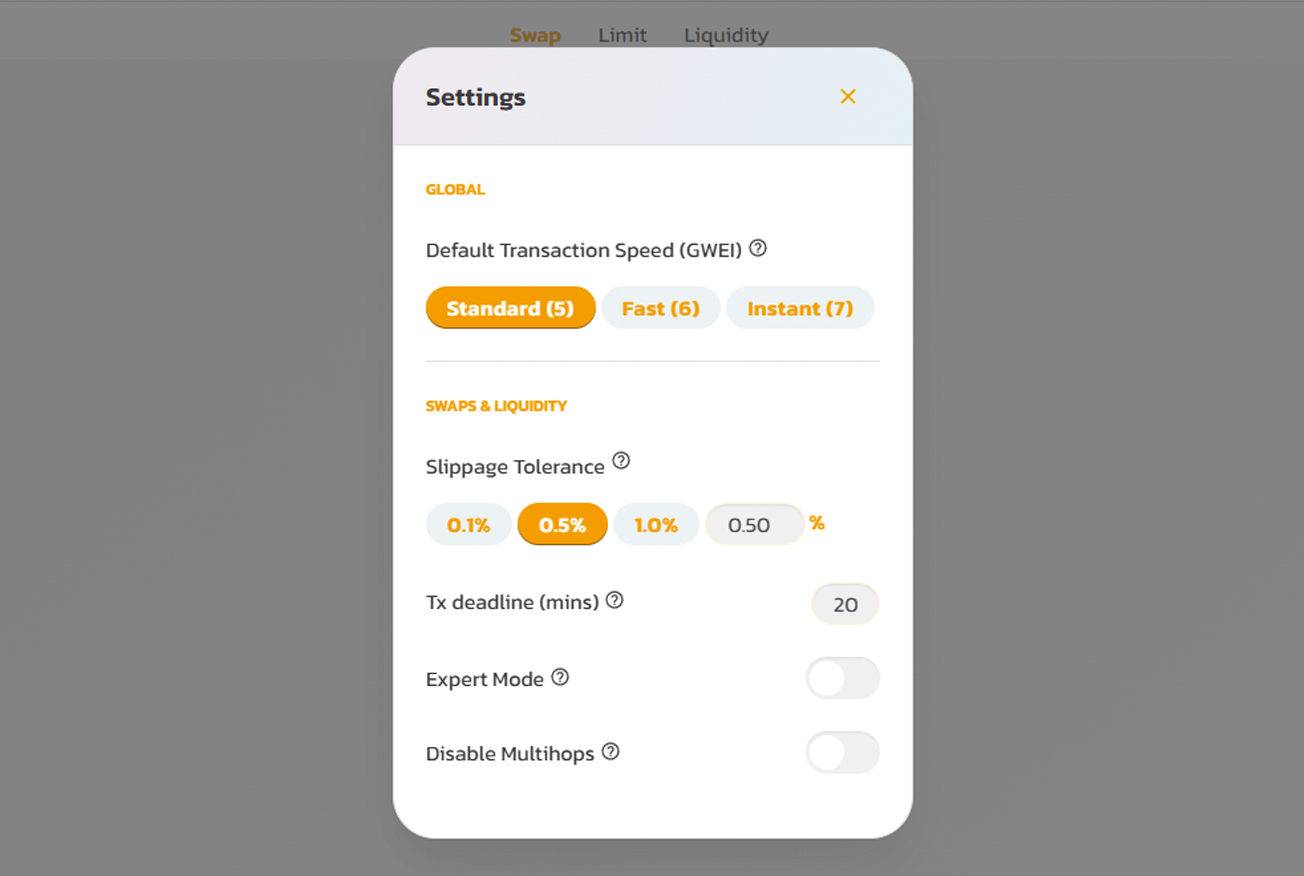 Swap Limit Liquidity
Settings
GLOBAL
Default Transaction Speed (GWEI)
Standard (5) Fast (6) Instant (7)
SWAPS & LIQUIDITY
Slippage Tolerance
0.1% 0.5% 1.0% 0.50 %
Tx deadline (mins) 20
Expert Mode
Disable Multihops